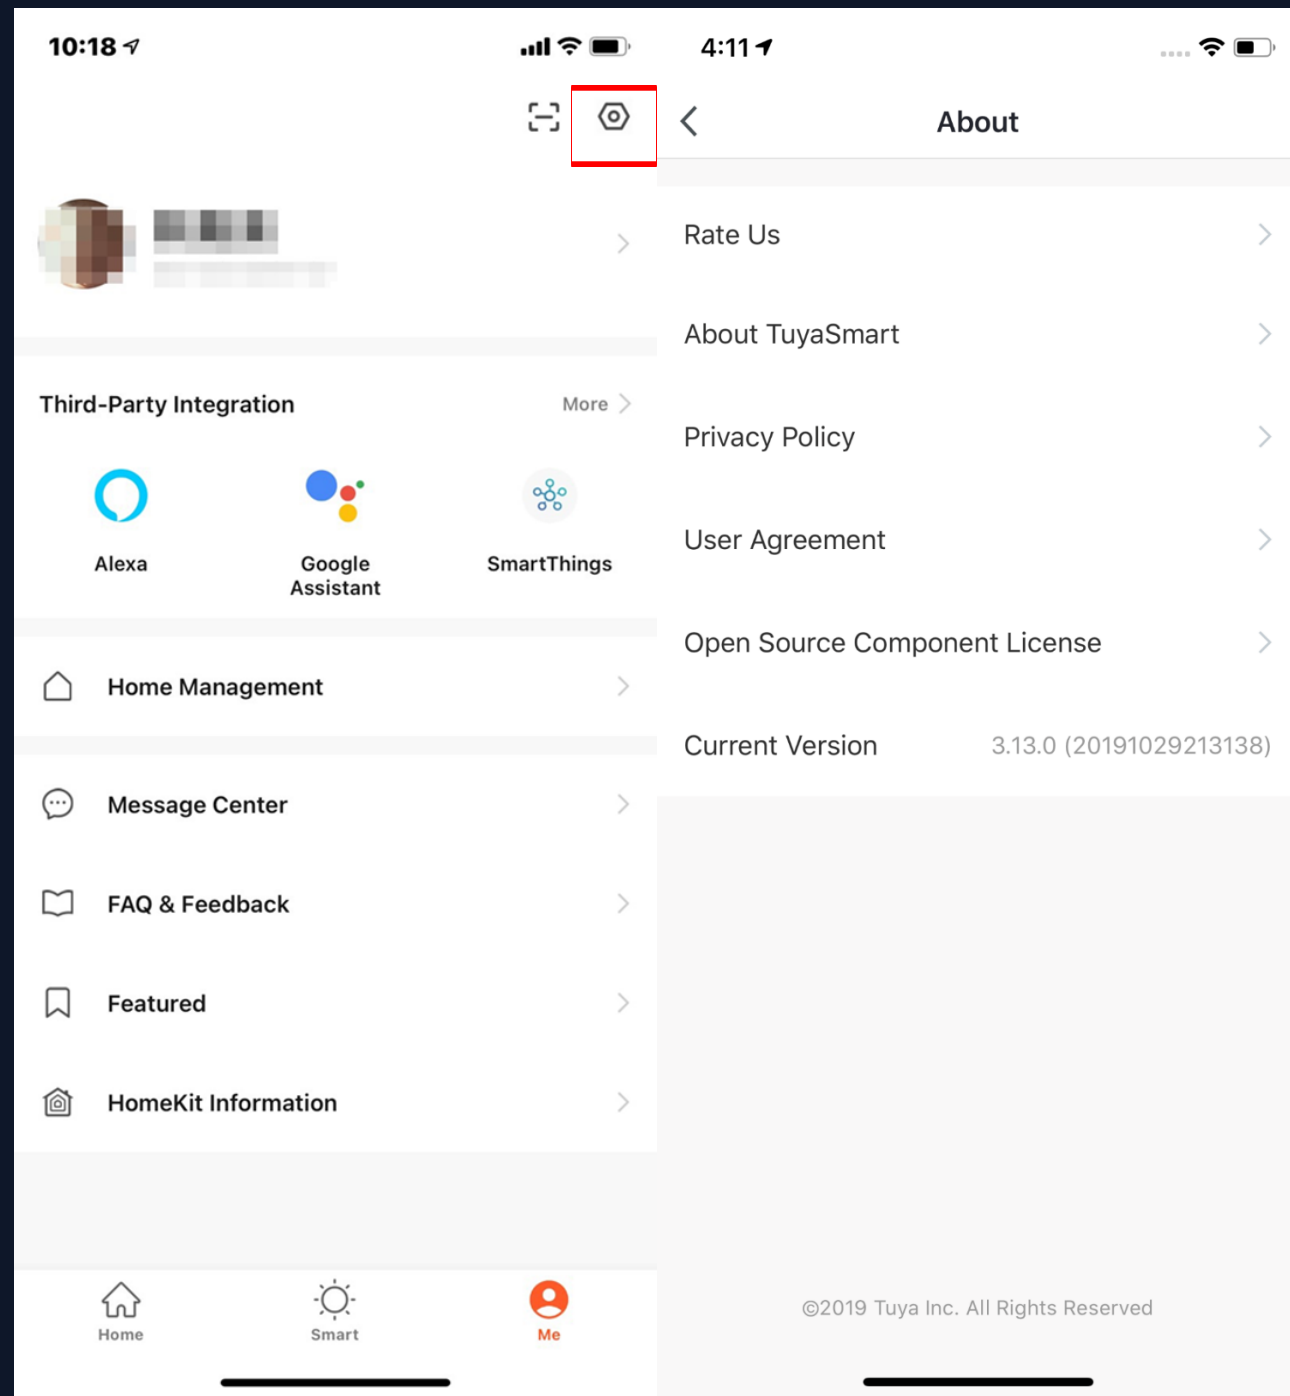 10:18
Third-Party Integration
More
Alexa
Google
Assistant
SmartThings
Home Management
Message Center
FAQ & Feedback
Featured
HomeKit Information
Home
Smart
Me
4:11
About
Rate Us
About TuyaSmart
Privacy Policy
User Agreement
Open Source Component License
Current Version 3.13.0 (20191029213138)
©2019 Tuya Inc. All Rights Reserved